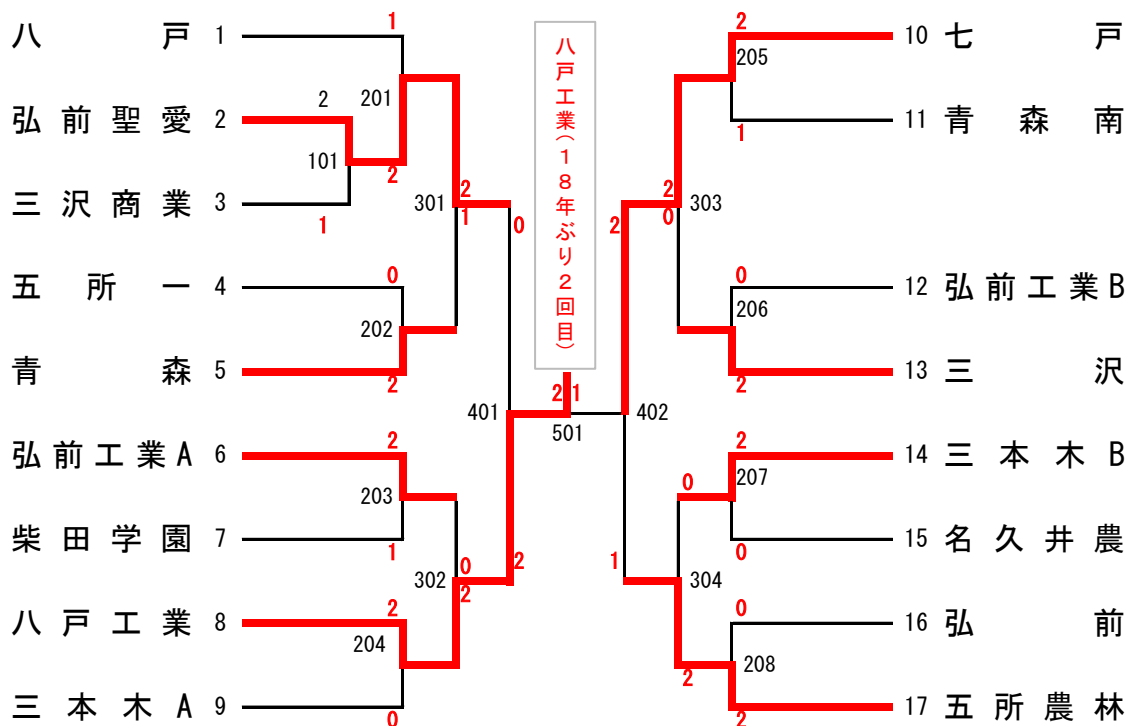 八戸 1
弘前聖愛 2
三沢商業 3
五所一 4
青森 5
弘前工業A 6
柴田学園 7
八戸工業 8
三本木A 9
1
2
201
101
2
1
301
2
1
0
0
202
2
2
203
1
401
302
0
2
2
2
204
0
八戸工業(18年ぶり2回目)
2 1
501
2
205
1
2
2
0
303
0
206
2
402
2
207
0
0
1
304
0
2
208
2
10 七戸
11 青森南
12 弘前工業B
13 三沢
14 三本木B
15 名久井農
16 弘前
17 五所農林